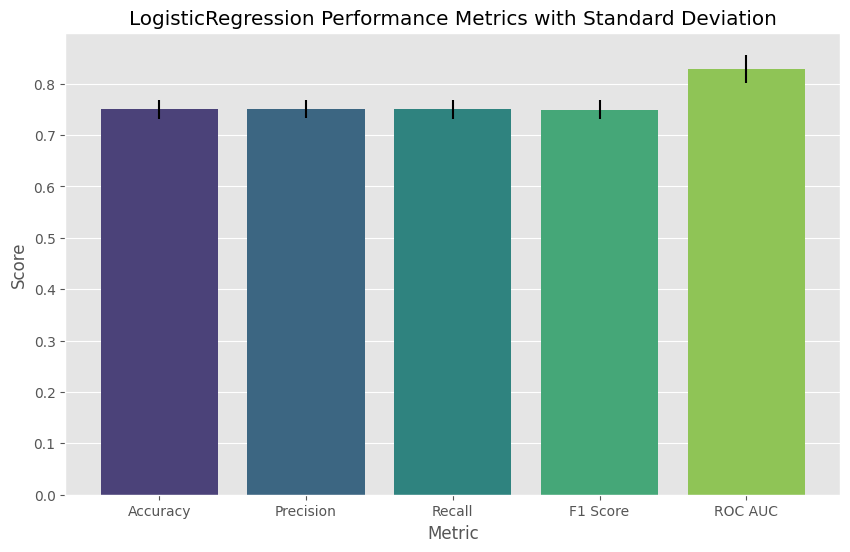 LogisticRegression Performance Metrics with Standard Deviation
Score
0.8
0.7
0.6
0.5
0.4
0.3
0.2
0.1
0.0
Accuracy Precision Recall F1 Score ROC AUC
Metric